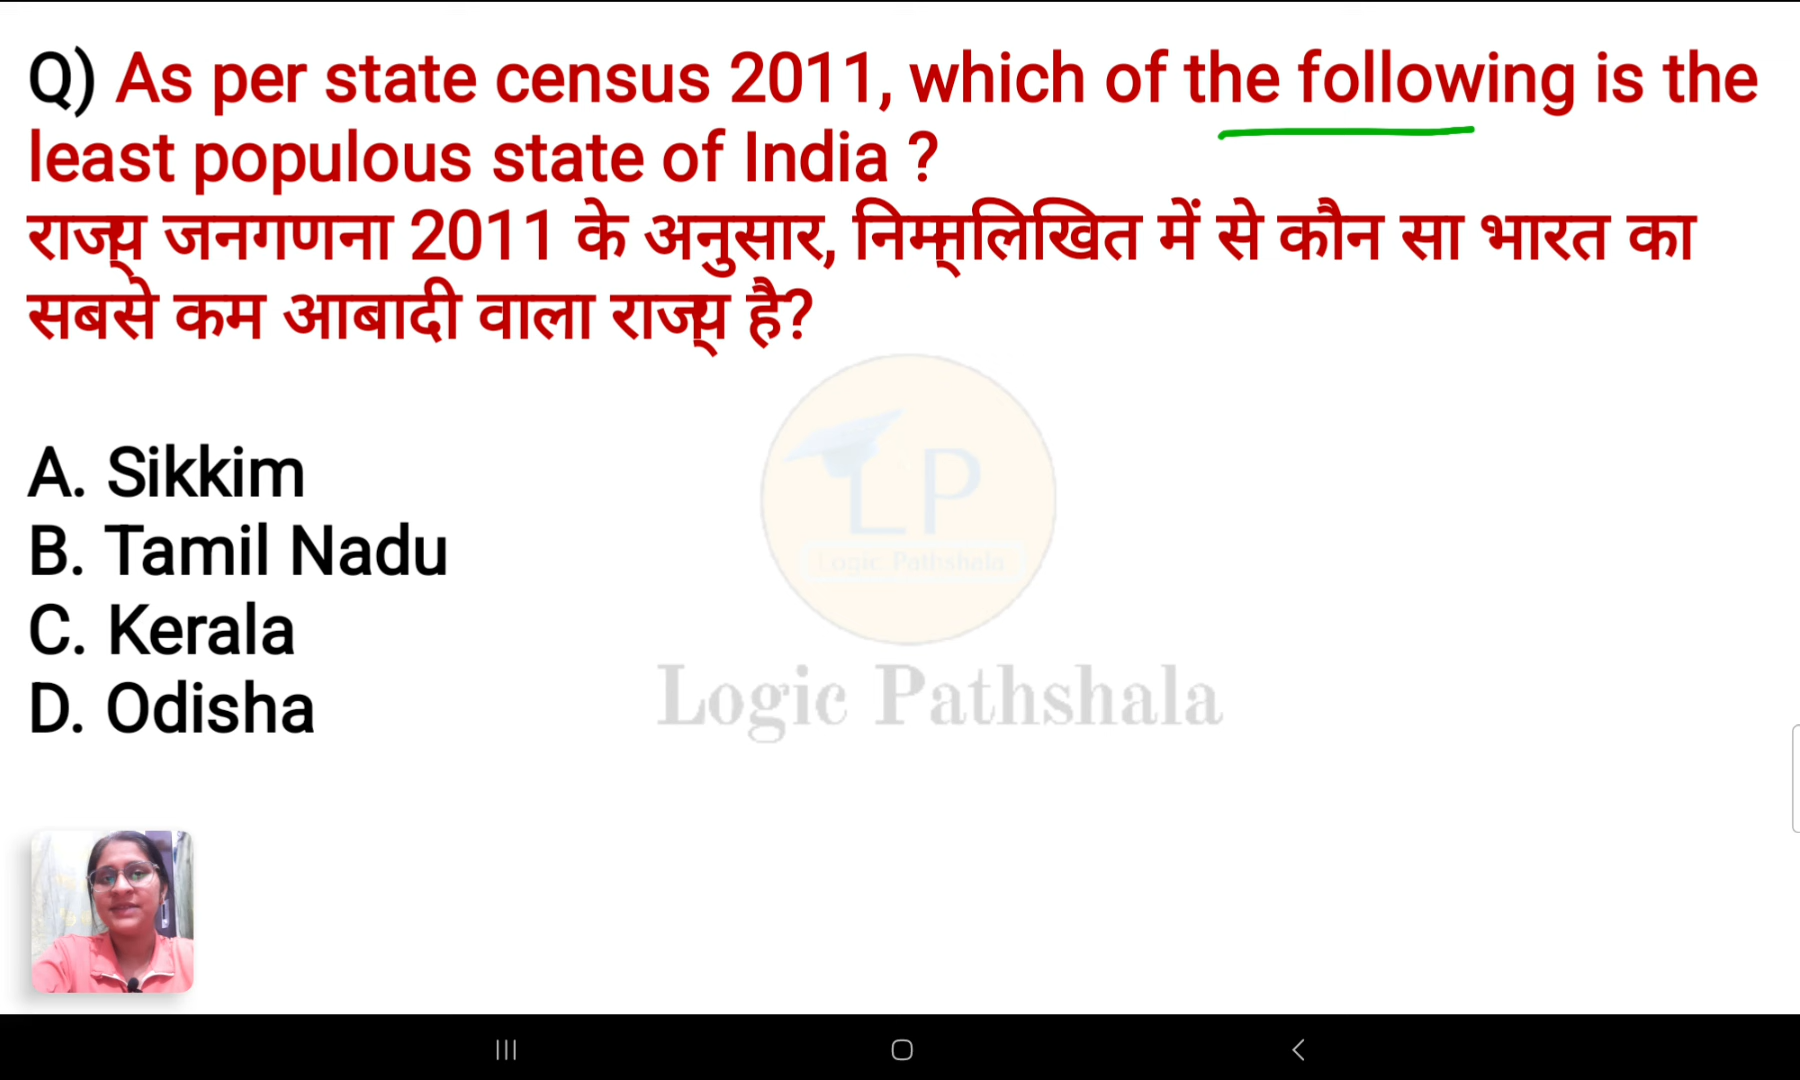 Q) As per state census 2011, which of the following is the
least populous state of India ?
राज्य जनगणना 2011 के अनुसार, निम्नलिखित में से कौन सा भारत का
सबसे कम आबादी वाला राज्य है?
A. Sikkim
B. Tamil Nadu
C. Kerala
D. Odisha
LP
Logic Pathshala
Logic Pathshala